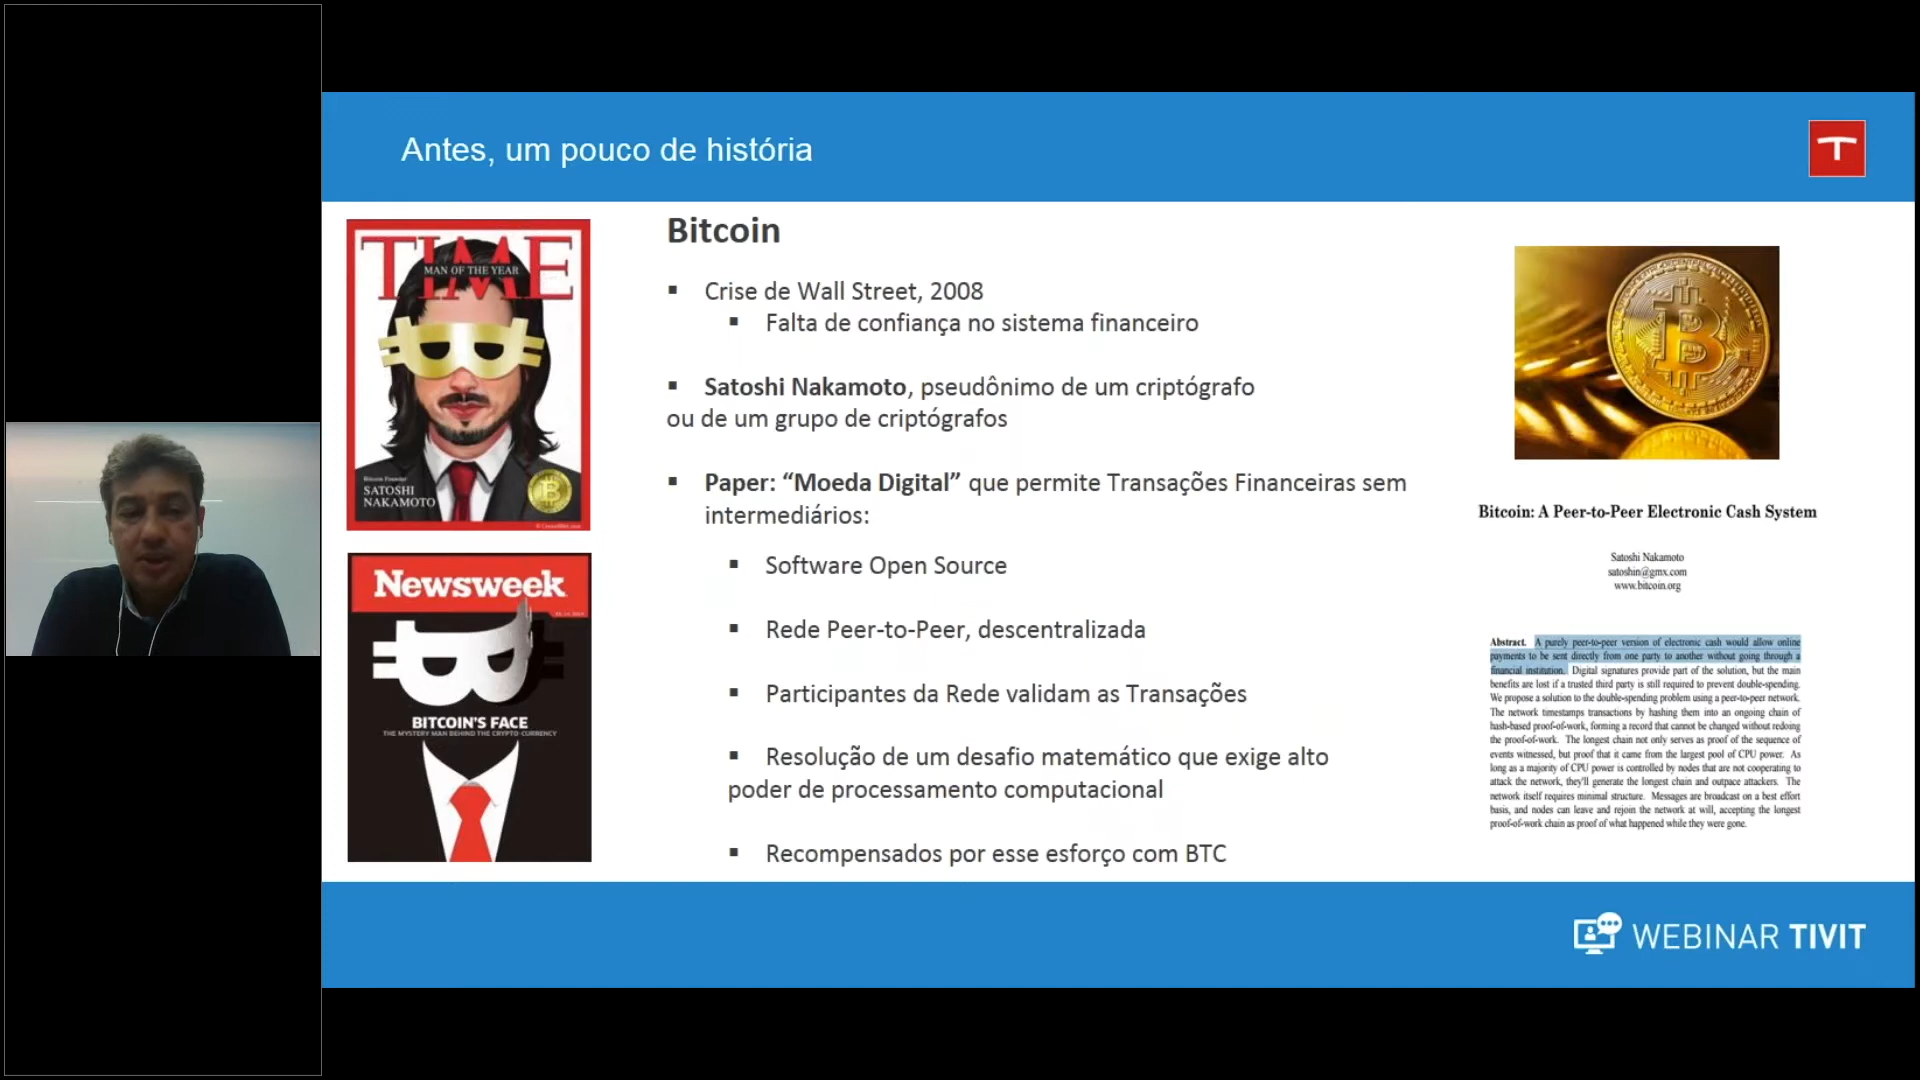 Antes, um pouco de história
T
TIME
MAN OF THE YEAR
Bitcoin Founder
SATOSHI
NAKAMOTO
Newsweek
BITCOIN'S FACE
THE MYSTERY MAN BEHIND THE CRYPTO-CURRENCY
Bitcoin
▪ Crise de Wall Street, 2008
▪ Falta de confiança no sistema financeiro
▪ Satoshi Nakamoto, pseudônimo de um criptógrafo
ou de um grupo de criptógrafos
▪ Paper: “Moeda Digital” que permite Transações Financeiras sem
intermediários:
▪ Software Open Source
▪ Rede Peer-to-Peer, descentralizada
▪ Participantes da Rede validam as Transações
▪ Resolução de um desafio matemático que exige alto
poder de processamento computacional
▪ Recompensados por esse esforço com BTC
Bitcoin: A Peer-to-Peer Electronic Cash System
Satoshi Nakamoto
satoshin@gmx.com
www.bitcoin.org
Abstract. A purely peer-to-peer version of electronic cash would allow online
payments to be sent directly from one party to another without going through a
financial institution. Digital signatures provide part of the solution, but the main
benefits are lost if a trusted third party is still required to prevent double-spending.
We propose a solution to the double-spending problem using a peer-to-peer network.
The network timestamps transactions by hashing them into an ongoing chain of
hash-based proof-of-work, forming a record that cannot be changed without redoing
the proof-of-work. The longest chain not only serves as proof of the sequence of
events witnessed, but proof that it came from the largest pool of CPU power. As
long as a majority of CPU power is controlled by nodes that are not cooperating to
attack the network, they'll generate the longest chain and outpace attackers. The
network itself requires minimal structure. Messages are broadcast on a best effort
basis, and nodes can leave and rejoin the network at will, accepting the longest
proof-of-work chain as proof of what happened while they were gone.
WEBINAR TIVIT